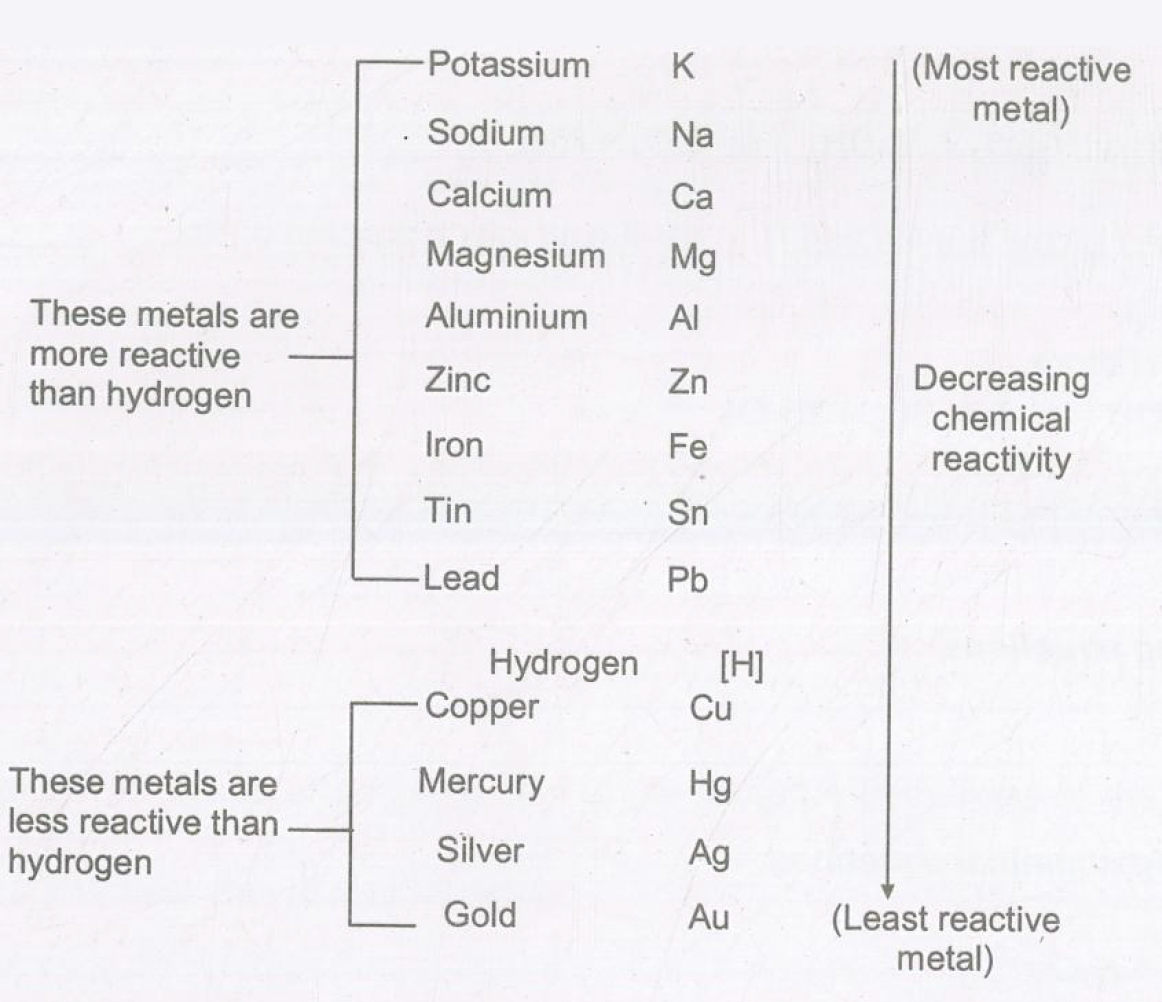 Potassium K (Most reactive
metal)
Sodium Na
Calcium Ca
Magnesium Mg
These metals are
more reactive
than hydrogen
Aluminium Al
Zinc Zn
Decreasing
chemical
reactivity
Iron Fe
Tin Sn
Lead Pb
Hydrogen [H]
Copper Cu
These metals are
less reactive than
hydrogen
Mercury Hg
Silver Ag
Gold Au
(Least reactive
metal)